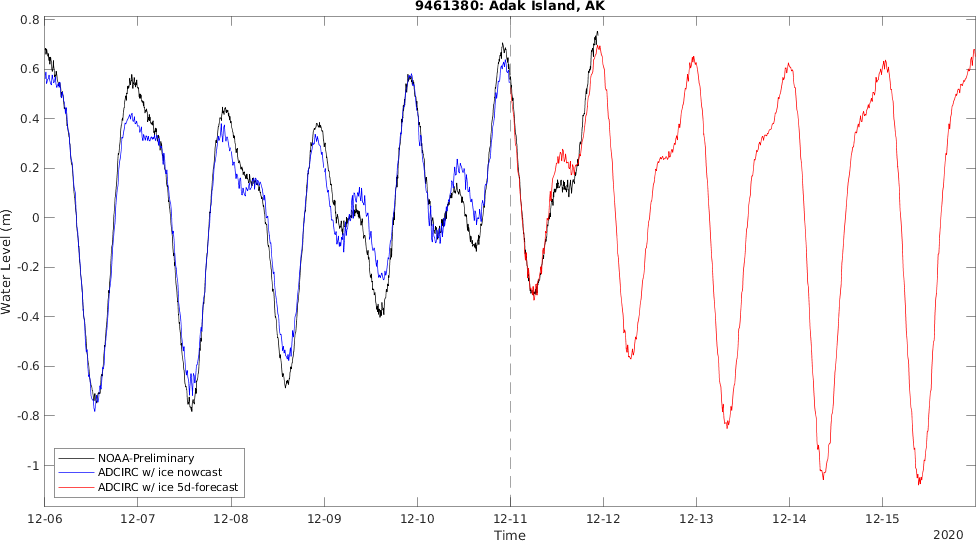 9461380: Adak Island, AK
Water Level (m)
0.8
0.6
0.4
0.2
0
-0.2
-0.4
-0.6
-0.8
-1
NOAA-Preliminary
ADCIRC w/ ice nowcast
ADCIRC w/ ice 5d-forecast
12-06 12-07 12-08 12-09 12-10 12-11 12-12 12-13 12-14 12-15
2020
Time